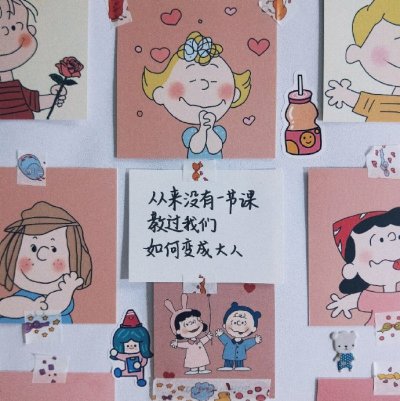 从来没有一节课
教过我们
如何变成大人